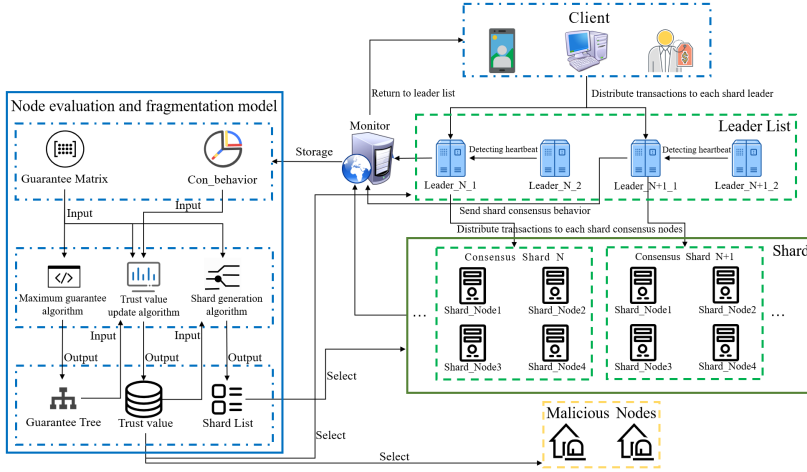 Client
Return to leader list
Distribute transactions to each shard leader
Node evaluation and fragmentation model
Monitor
Leader List
Storage
Detecting heartbeat
Detecting heartbeat
Guarantee Matrix
Con_behavior
Leader_N_1
Leader_N_2
Leader_N+1_1
Leader_N+1_2
Input
Input
Send shard consensus behavior
Distribute transactions to each shard consensus nodes
Shard
Consensus Shard N
Consensus Shard N+1
Maximum guarantee
algorithm
Trust value
update algorithm
Shard generation
algorithm
Shard_Node1
Shard_Node2
Shard_Node1
Shard_Node2
...
...
Input
Input
Output
Output
Output
Shard_Node3
Shard_Node4
Shard_Node3
Shard_Node4
Select
Guarantee Tree
Trust value
Shard List
Malicious Nodes
Select
Select